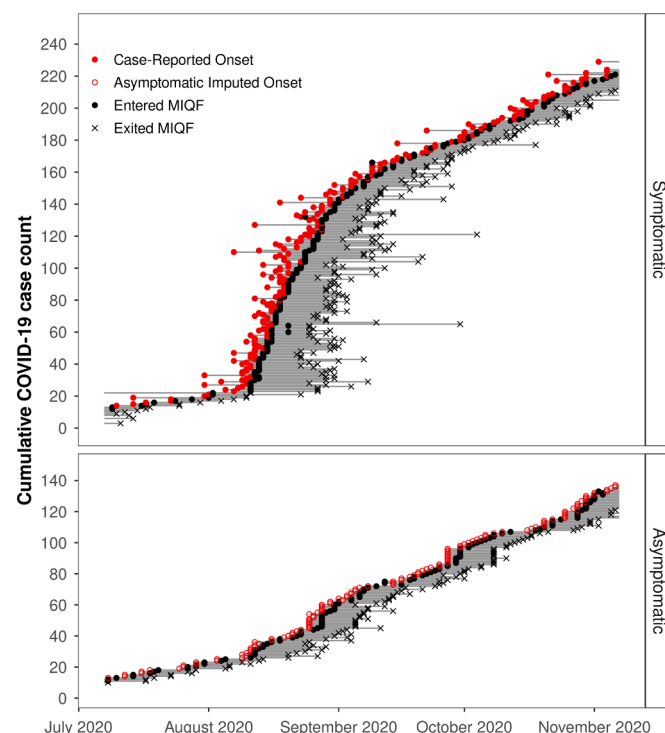 Case-Reported Onset
Asymptomatic Imputed Onset
Entered MIQF
Exited MIQF
Cumulative COVID-19 case count
240
220
200
180
160
140
120
100
80
60
40
20
0
Symptomatic
140
120
100
80
60
40
20
0
Asymptomatic
July 2020 August 2020 September 2020 October 2020 November 2020